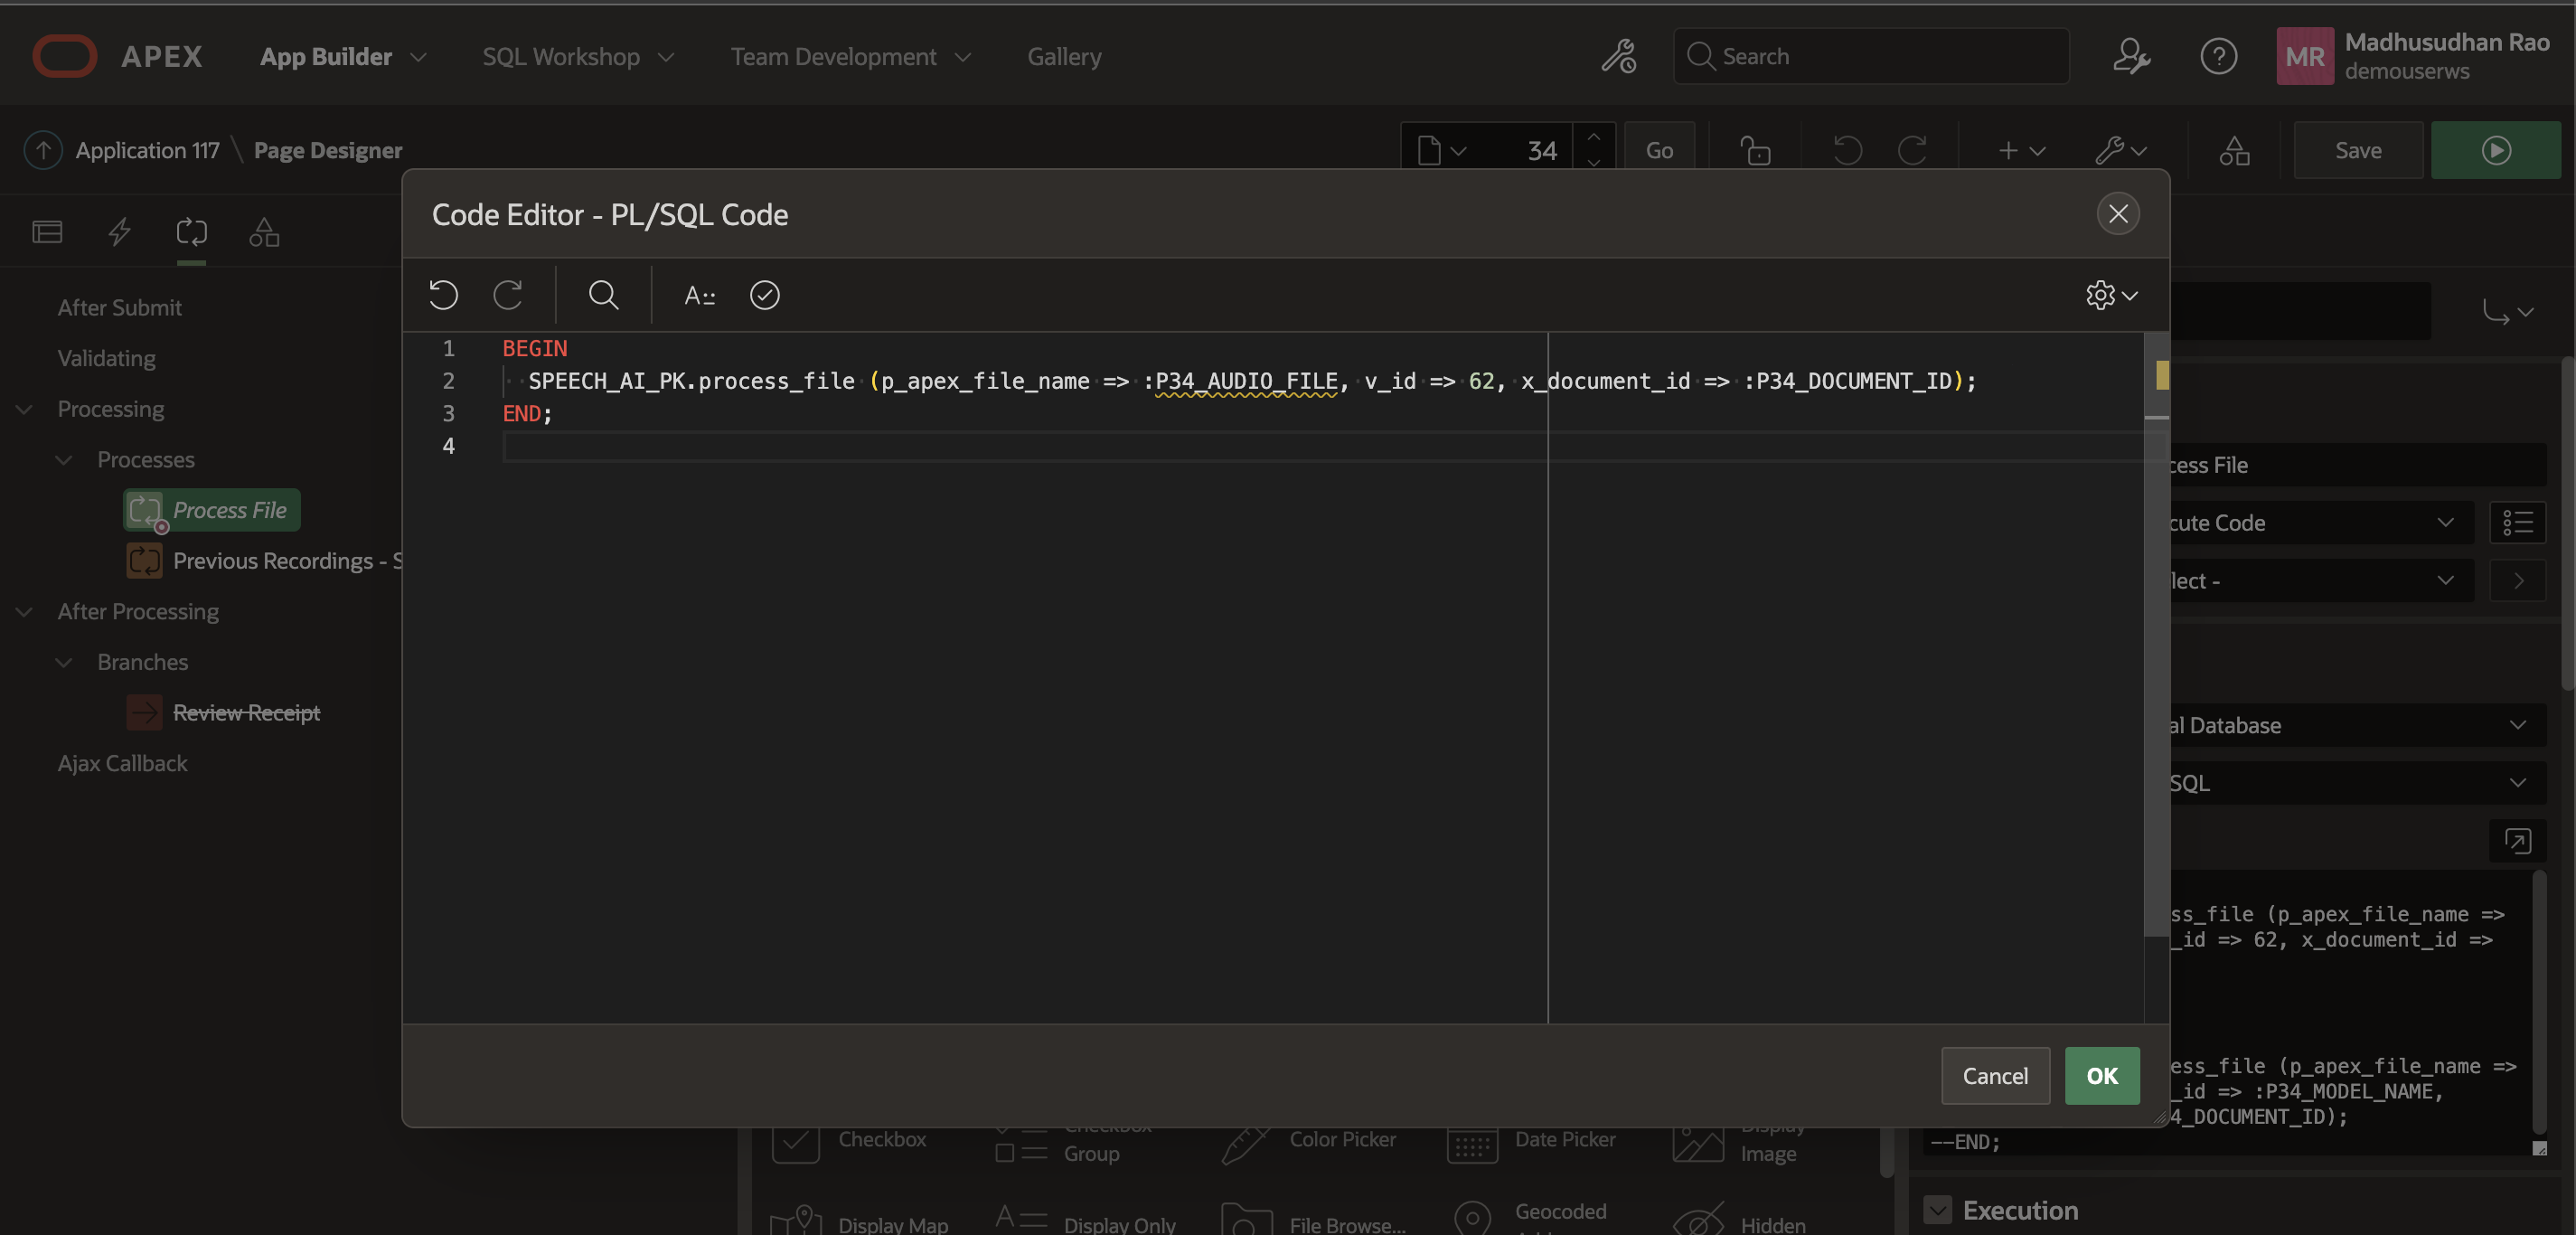 APEX App Builder SQL Workshop Team Development Gallery Search MR Madhusudhan Rao
demouserws
Application 117 \ Page Designer 34 Go Save
Code Editor - PL/SQL Code
After Submit
Validating
Processing
Processes
Process File
Previous Recordings - S
After Processing
Branches
Review Receipt
Ajax Callback
1 BEGIN
2 SPEECH_AI_PK.process_file (p_apex_file_name => :P34_AUDIO_FILE, v_id => 62, x_document_id => :P34_DOCUMENT_ID);
3 END;
4
cess File
cute Code
lect -
al Database
SQL
ss_file (p_apex_file_name =>
_id => 62, x_document_id =>
ess_file (p_apex_file_name =>
_id => :P34_MODEL_NAME,
4_DOCUMENT_ID);
--END;
Cancel OK
Checkbox
Checkbox
Group
Color Picker
Date Picker
Display
Image
Display Map
Display Only
File Browse...
Geocoded
Hidden
Execution